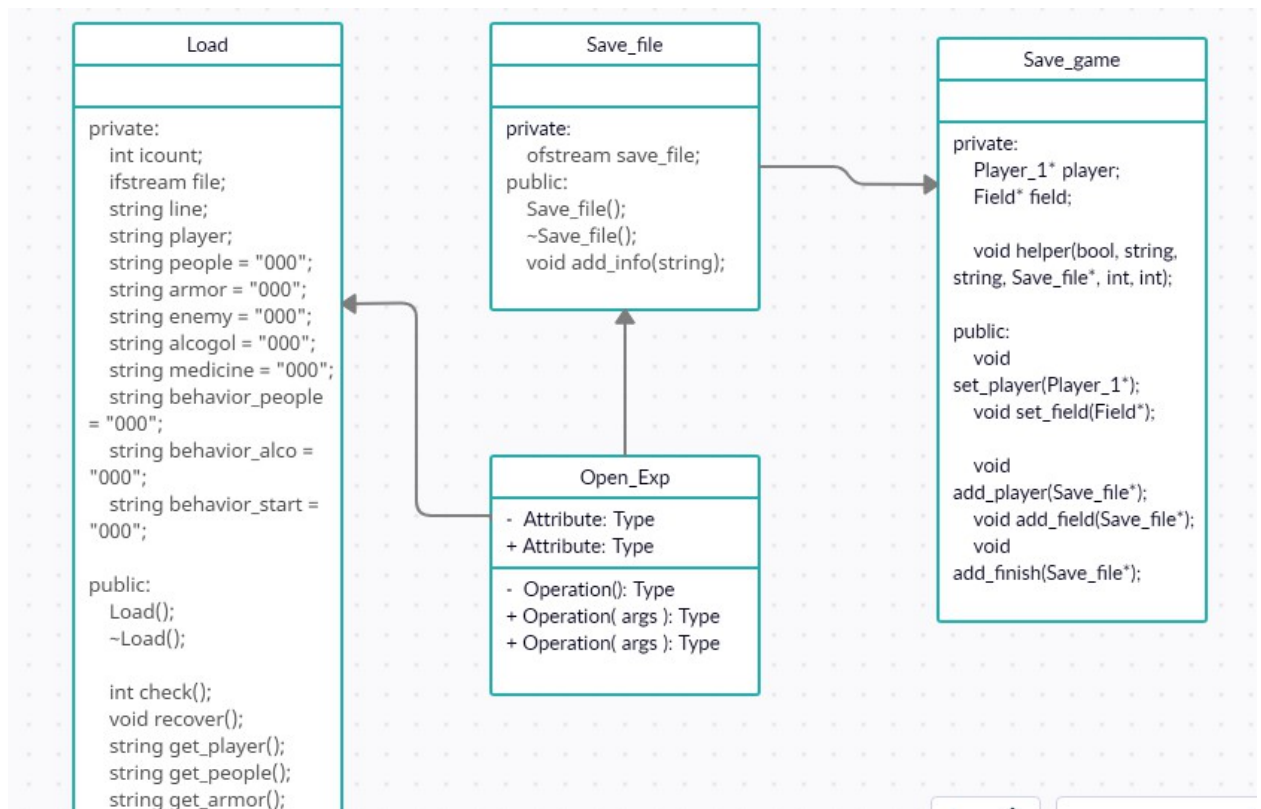 Load
private:
int icount;
ifstream file;
string line;
string player;
string people = "000";
string armor = "000";
string enemy = "000";
string alcogol = "000";
string medicine = "000";
string behavior_people
= "000";
string behavior_alco =
"000";
string behavior_start =
"000";
public:
Load();
~Load();
int check();
void recover();
string get_player();
string get_people();
string get_armor();
Save_file
private:
ofstream save_file;
public:
Save_file();
~Save_file();
void add_info(string);
Open_Exp
- Attribute: Type
+ Attribute: Type
- Operation(): Type
+ Operation( args ): Type
+ Operation( args ): Type
Save_game
private:
Player_1* player;
Field* field;
void helper(bool, string,
string, Save_file*, int, int);
public:
void
set_player(Player_1*);
void set_field(Field*);
void
add_player(Save_file*);
void add_field(Save_file*);
void
add_finish(Save_file*);